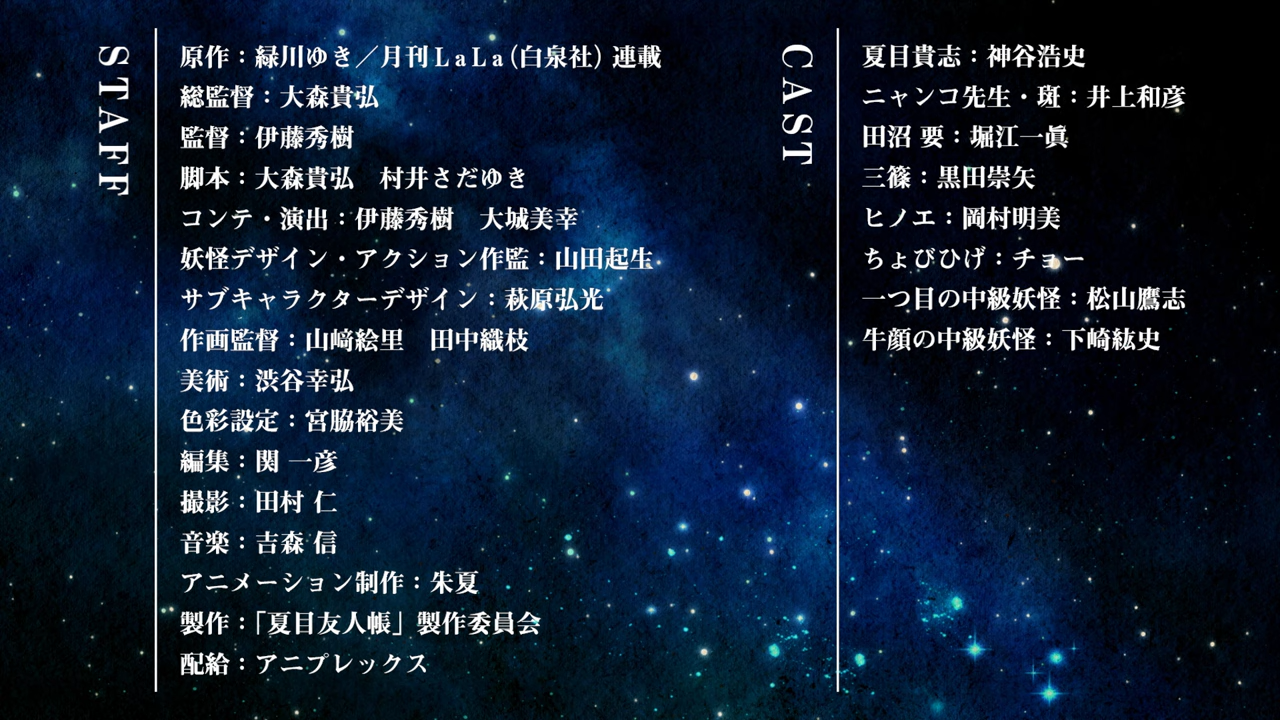 STAFF
原作：緑川ゆき／月刊LaLa(白泉社) 連載
総監督：大森貴弘
監督：伊藤秀樹
脚本：大森貴弘　村井さだゆき
コンテ・演出：伊藤秀樹　大城美幸
妖怪デザイン・アクション作監：山田起生
サブキャラクターデザイン：萩原弘光
作画監督：山﨑絵里　田中織枝
美術：渋谷幸弘
色彩設定：宮脇裕美
編集：関 一彦
撮影：田村 仁
音楽：吉森 信
アニメーション制作：朱夏
製作：「夏目友人帳」製作委員会
配給：アニプレックス
CAST
夏目貴志：神谷浩史
ニャンコ先生・斑：井上和彦
田沼 要：堀江一眞
三篠：黒田崇矢
ヒノエ：岡村明美
ちょびひげ：チョー
一つ目の中級妖怪：松山鷹志
牛顔の中級妖怪：下崎紘史